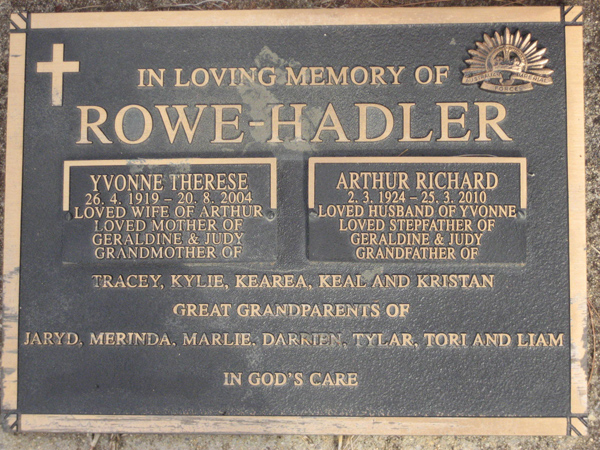 IN LOVING MEMORY OF
ROWE-HADLER
YVONNE THERESE
26. 4. 1919 – 20. 8. 2004
LOVED WIFE OF ARTHUR
LOVED MOTHER OF
GERALDINE & JUDY
GRANDMOTHER OF
ARTHUR RICHARD
2. 3. 1924 – 25. 3. 2010
LOVED HUSBAND OF YVONNE
LOVED STEPFATHER OF
GERALDINE & JUDY
GRANDFATHER OF
TRACEY, KYLIE, KEAREA, KEAL AND KRISTAN
GREAT GRANDPARENTS OF
JARYD, MERINDA, MARLIE, DARRIEN, TYLAR, TORI AND LIAM
IN GOD'S CARE